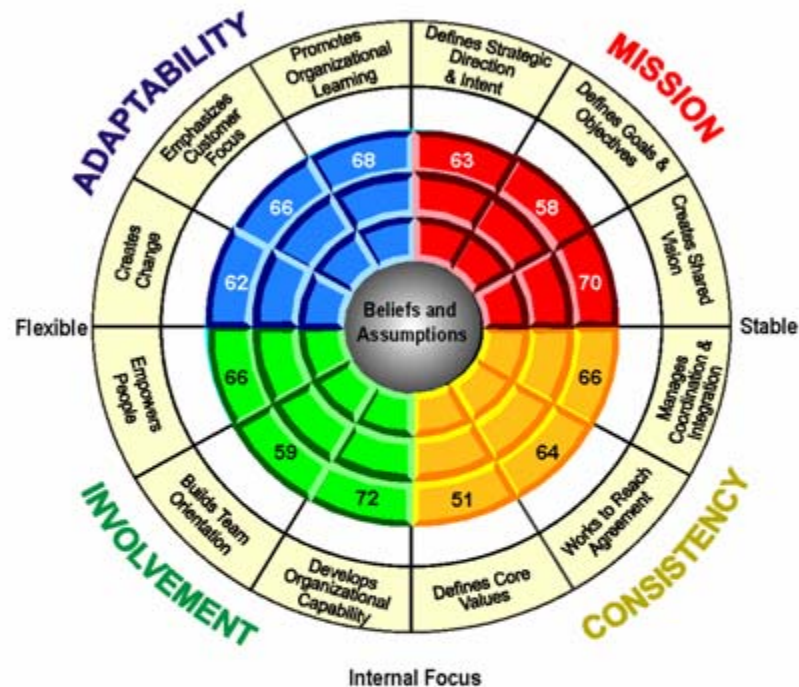 ADAPTABILITY
MISSION
Promotes
Organizational
Learning
Defines Strategic
Direction
& Intent
Emphasizes
Customer
Focus
Defines Goals &
Objectives
Creates
Change
Creates Shared
Vision
68
63
66
58
62
70
Flexible
Beliefs and
Assumptions
Stable
66
66
59
64
72
51
Empowers
People
Manages
Coordination &
Integration
Builds Team
Orientation
Works to Reach
Agreement
Develops
Organizational
Capability
Defines Core
Values
INVOLVEMENT
CONSISTENCY
Internal Focus